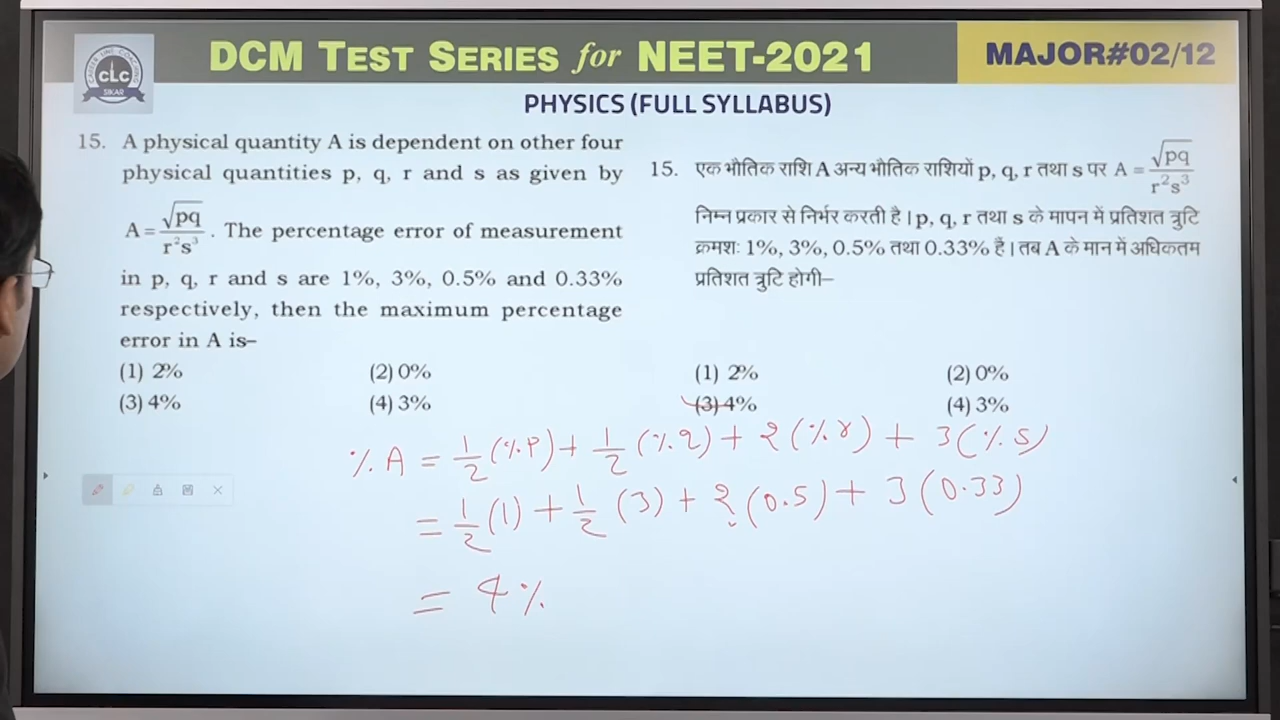 CAREER LINE COACHING
CLC
SIKAR
DCM TEST SERIES for NEET-2021
MAJOR#02/12
PHYSICS (FULL SYLLABUS)
15. A physical quantity A is dependent on other four
physical quantities p, q, r and s as given by
A = √pq / r²s³ . The percentage error of measurement
in p, q, r and s are 1%, 3%, 0.5% and 0.33%
respectively, then the maximum percentage
error in A is–
(1) 2% (2) 0%
(3) 4% (4) 3%
15. एक भौतिक राशि A अन्य भौतिक राशियों p, q, r तथा s पर A = √pq / r²s³
निम्न प्रकार से निर्भर करती है। p, q, r तथा s के मापन में प्रतिशत त्रुटि
क्रमशः 1%, 3%, 0.5% तथा 0.33% हैं। तब A के मान में अधिकतम
प्रतिशत त्रुटि होगी–
(1) 2% (2) 0%
(3) 4% (4) 3%
% A = 1/2 (% P) + 1/2 (% q) + 2 (% r) + 3 (% s)
= 1/2 (1) + 1/2 (3) + 2 (0.5) + 3 (0.33)
= 4 %